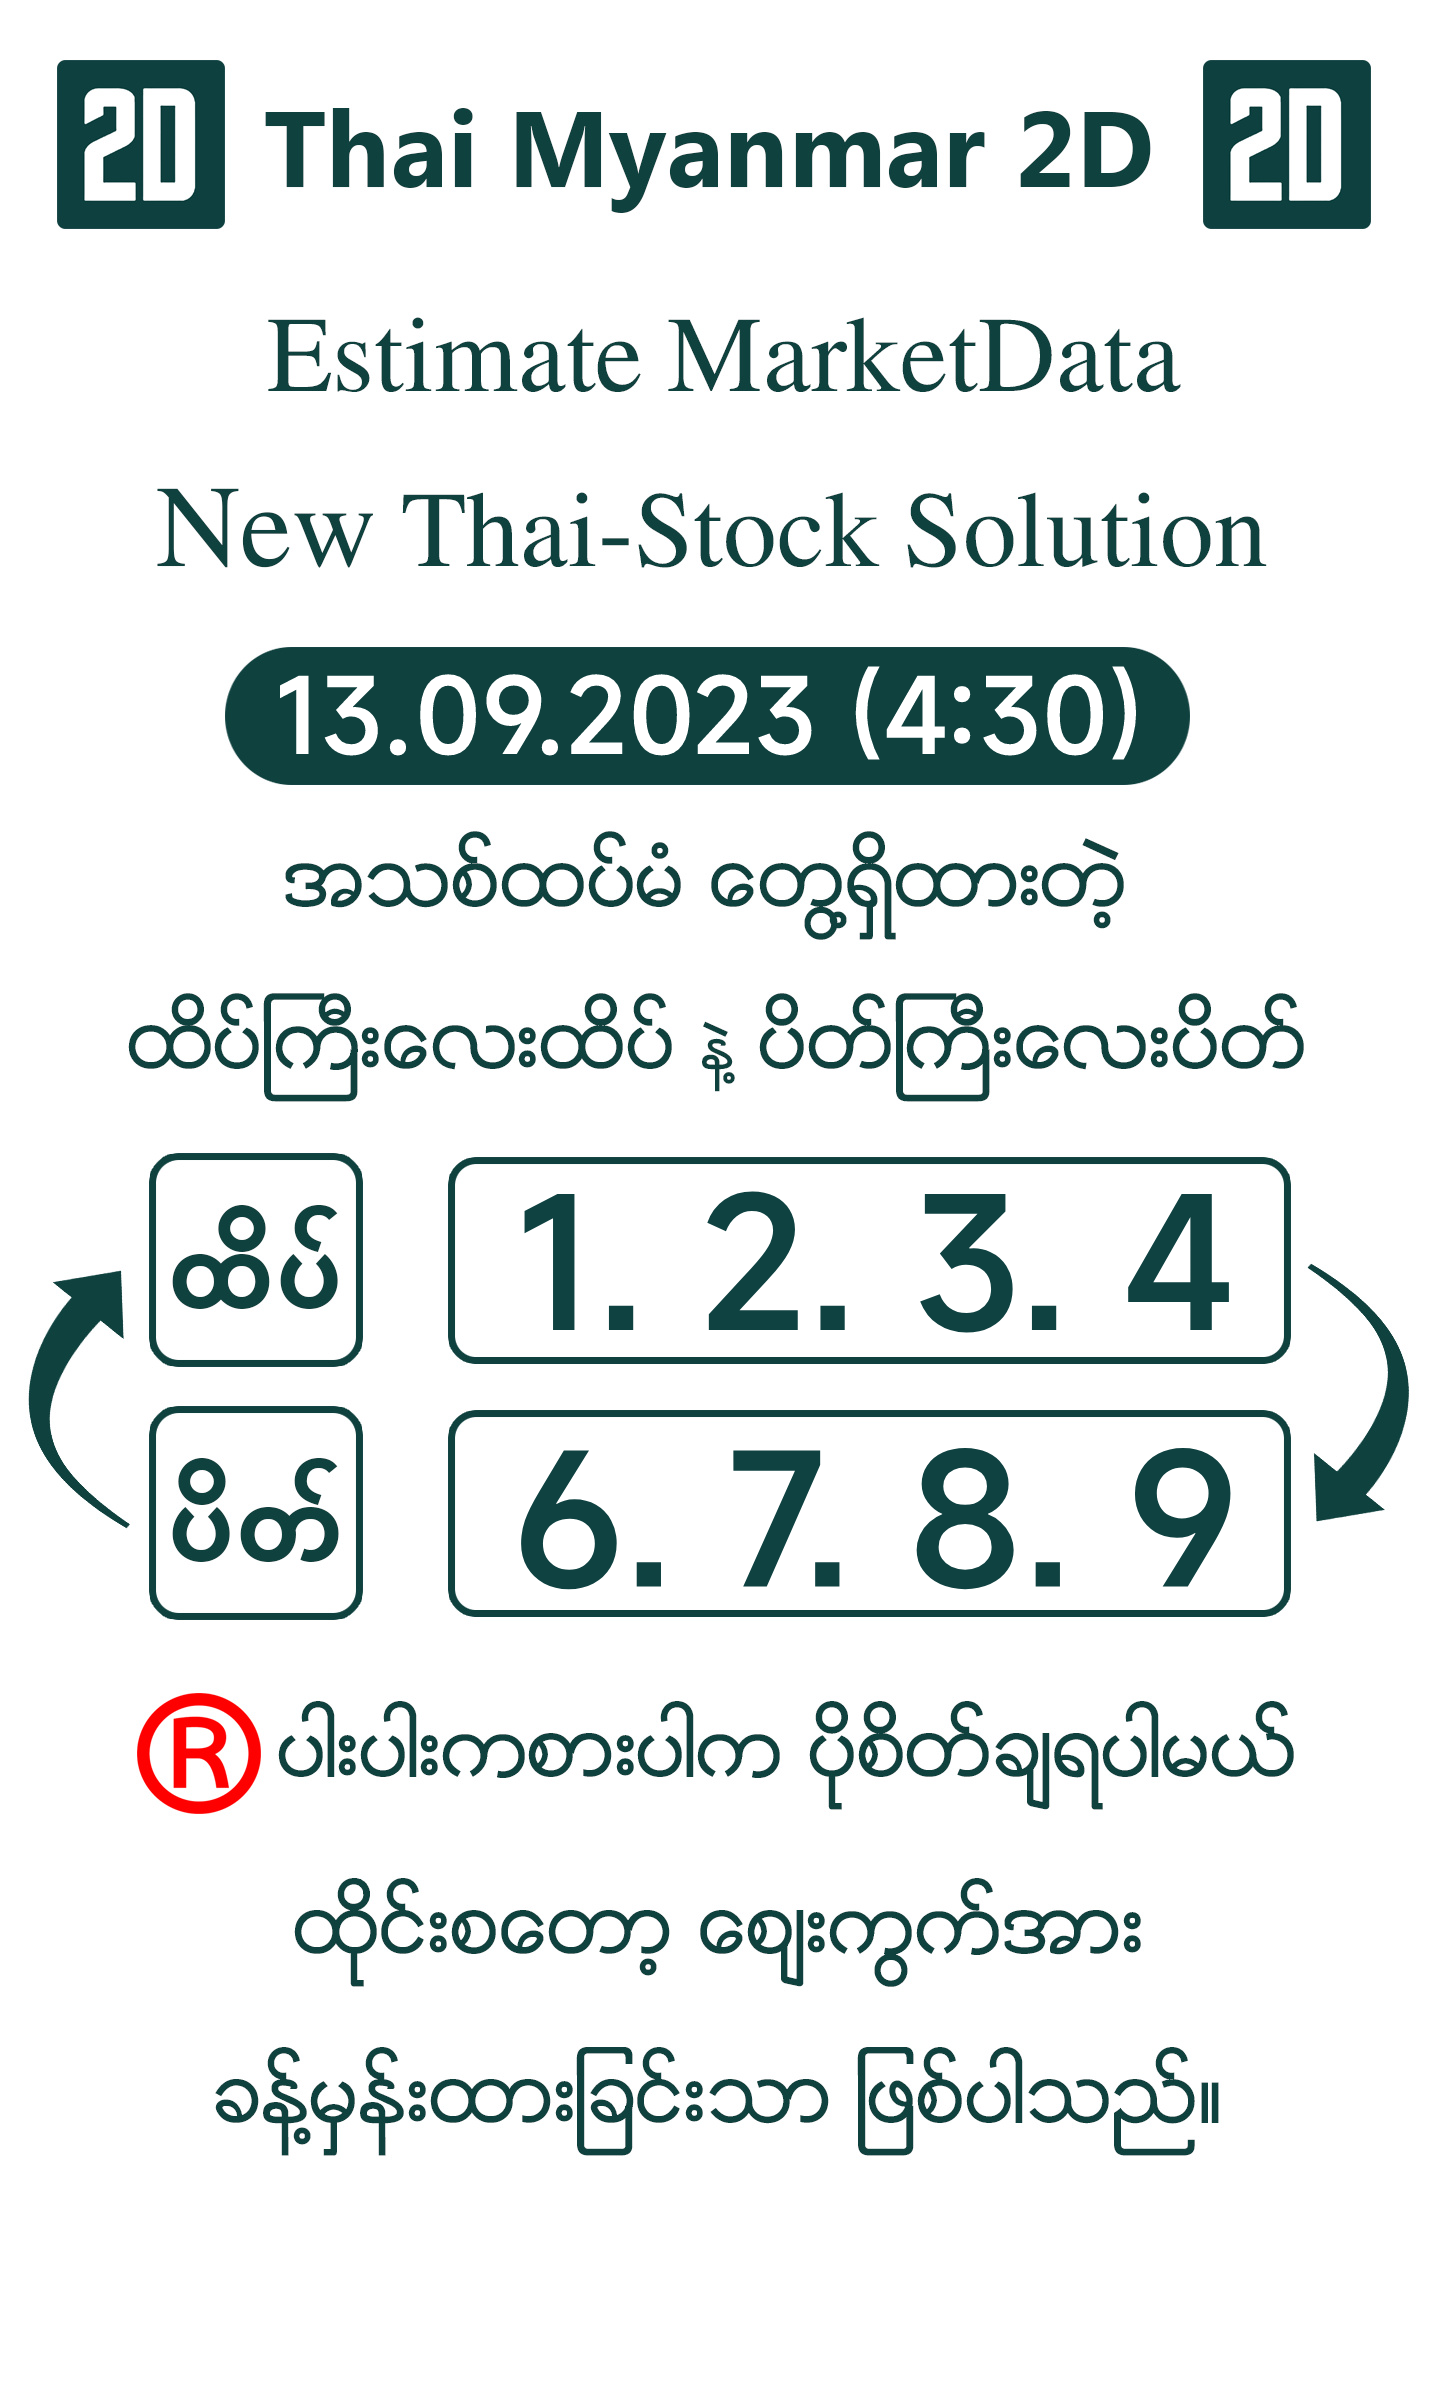 2D Thai Myanmar 2D 2D
Estimate MarketData
New Thai-Stock Solution
13.09.2023 (4:30)
အသစ်ထပ်မံ တွေ့ရှိထားတဲ့
ထိပ်ကြီးလေးထိပ် နဲ့ ပိတ်ကြီးလေးပိတ်
ထိပ် 1. 2. 3. 4
ပိတ် 6. 7. 8. 9
® ပါးပါးကစားပါက ပိုစိတ်ချရပါမယ်
ထိုင်းစတော့ ဈေးကွက်အား
ခန့်မှန်းထားခြင်းသာ ဖြစ်ပါသည်။